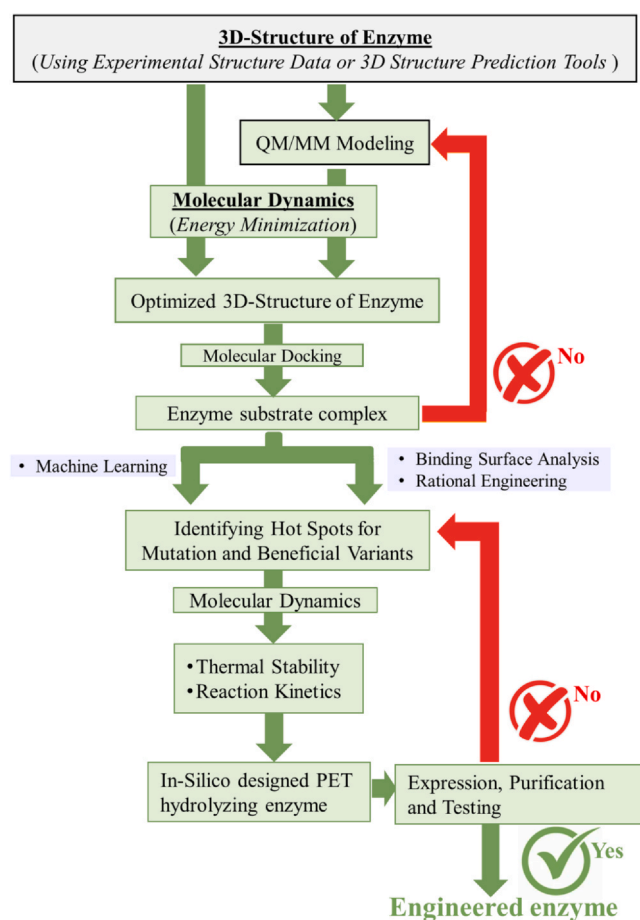 3D-Structure of Enzyme
(Using Experimental Structure Data or 3D Structure Prediction Tools )
QM/MM Modeling
Molecular Dynamics
(Energy Minimization)
Optimized 3D-Structure of Enzyme
Molecular Docking
No
Enzyme substrate complex
• Machine Learning
• Binding Surface Analysis
• Rational Engineering
Identifying Hot Spots for
Mutation and Beneficial Variants
Molecular Dynamics
• Thermal Stability
• Reaction Kinetics
No
In-Silico designed PET
hydrolyzing enzyme
Expression, Purification
and Testing
Yes
Engineered enzyme